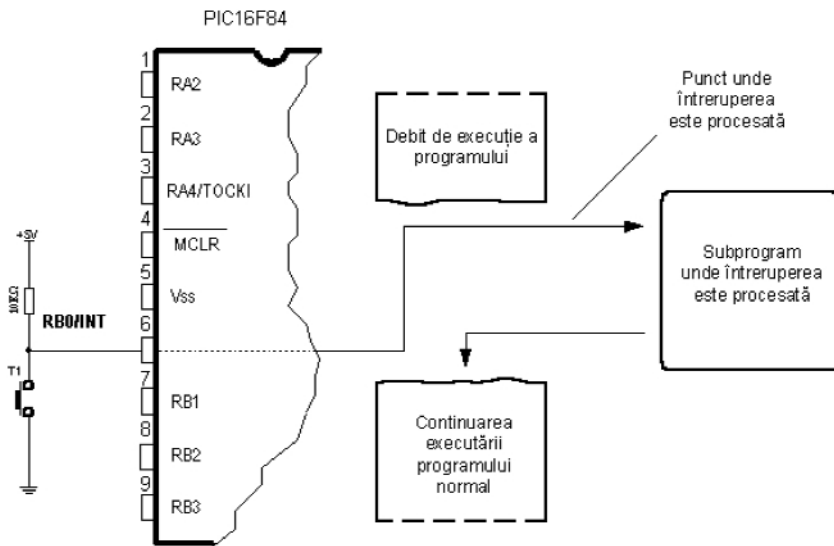 PIC16F84
1
RA2
2
RA3
3
RA4/TOCKI
4
MCLR
5
Vss
6
7
RB1
8
RB2
9
RB3
+5V
10KΩ
RB0/INT
T1
Debit de execuție a
programului
Punct unde
întreruperea
este procesată
Subprogram
unde întreruperea
este procesată
Continuarea
executării
programului
normal